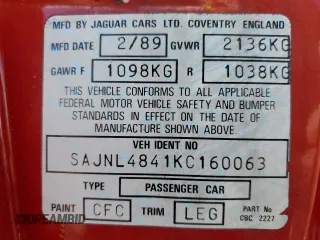 MFD BY JAGUAR CARS LTD. COVENTRY ENGLAND
MFD DATE 2/89 GVWR 2136KG
GAWR F 1098KG R 1038KG
THIS VEHICLE CONFORMS TO ALL APPLICABLE
FEDERAL MOTOR VEHICLE SAFETY AND BUMPER
STANDARDS IN EFFECT ON THE DATE OF
MANUFACTURE SHOWN ABOVE.
VEH IDENT NO
SAJNL4841KC160063
TYPE PASSENGER CAR
PAINT CFC TRIM LEG PART No
CBC 2227
DREAMBID